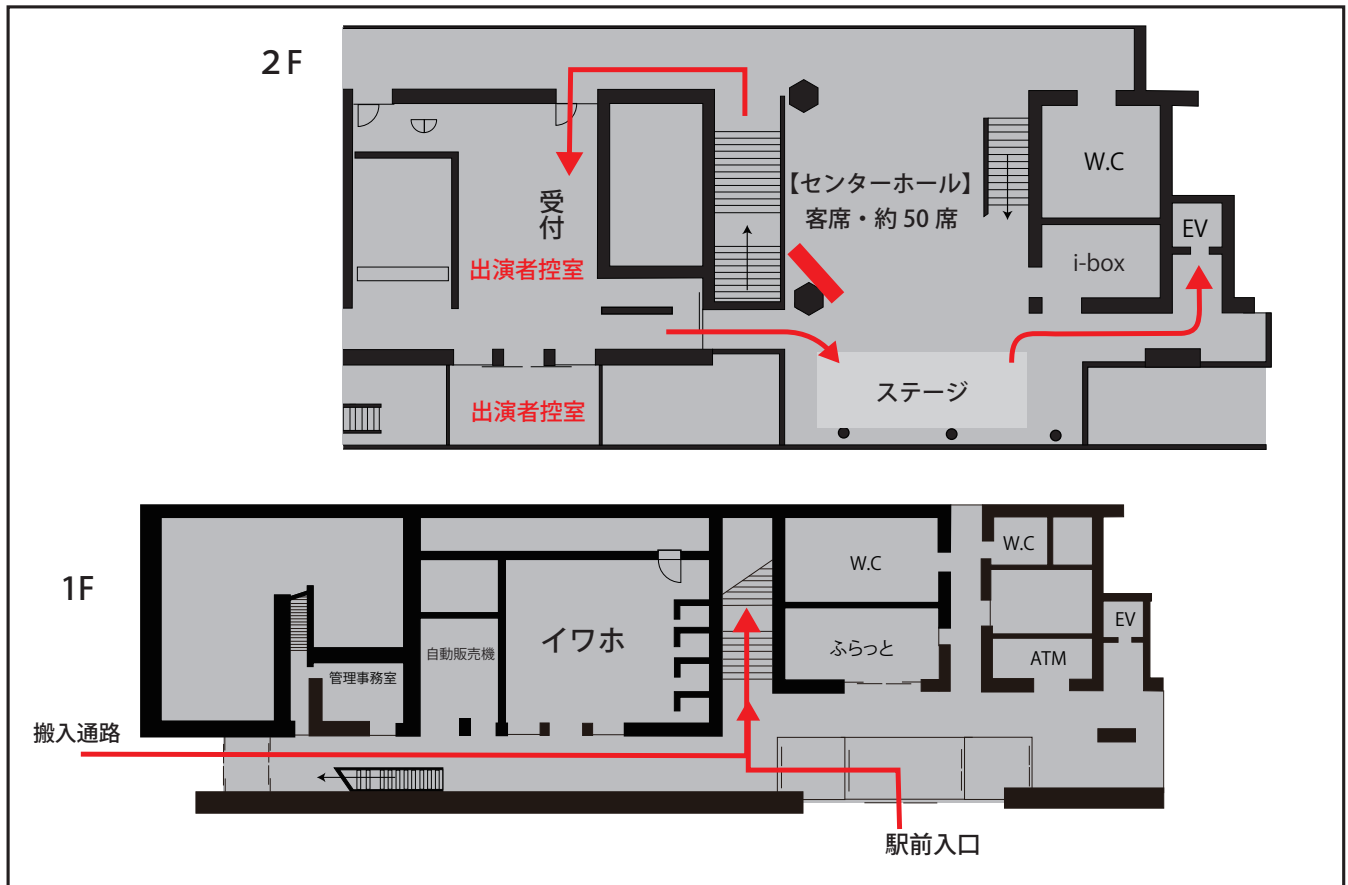 2F
W.C
【センターホール】
客席・約50席
受付
EV
i-box
出演者控室
ステージ
出演者控室
1F
W.C
W.C
EV
イワホ
ふらっと
自動販売機
ATM
管理事務室
搬入通路
駅前入口